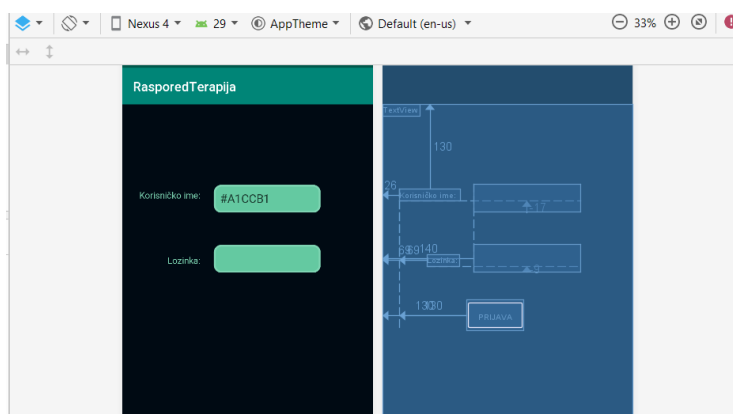 Nexus 4 29 AppTheme Default (en-us) 33%
RasporedTerapija
TextView
130
26
Korisničko ime: #A1CCB1
Korisničko ime:
Lozinka:
140
Lozinka:
PRIJAVA